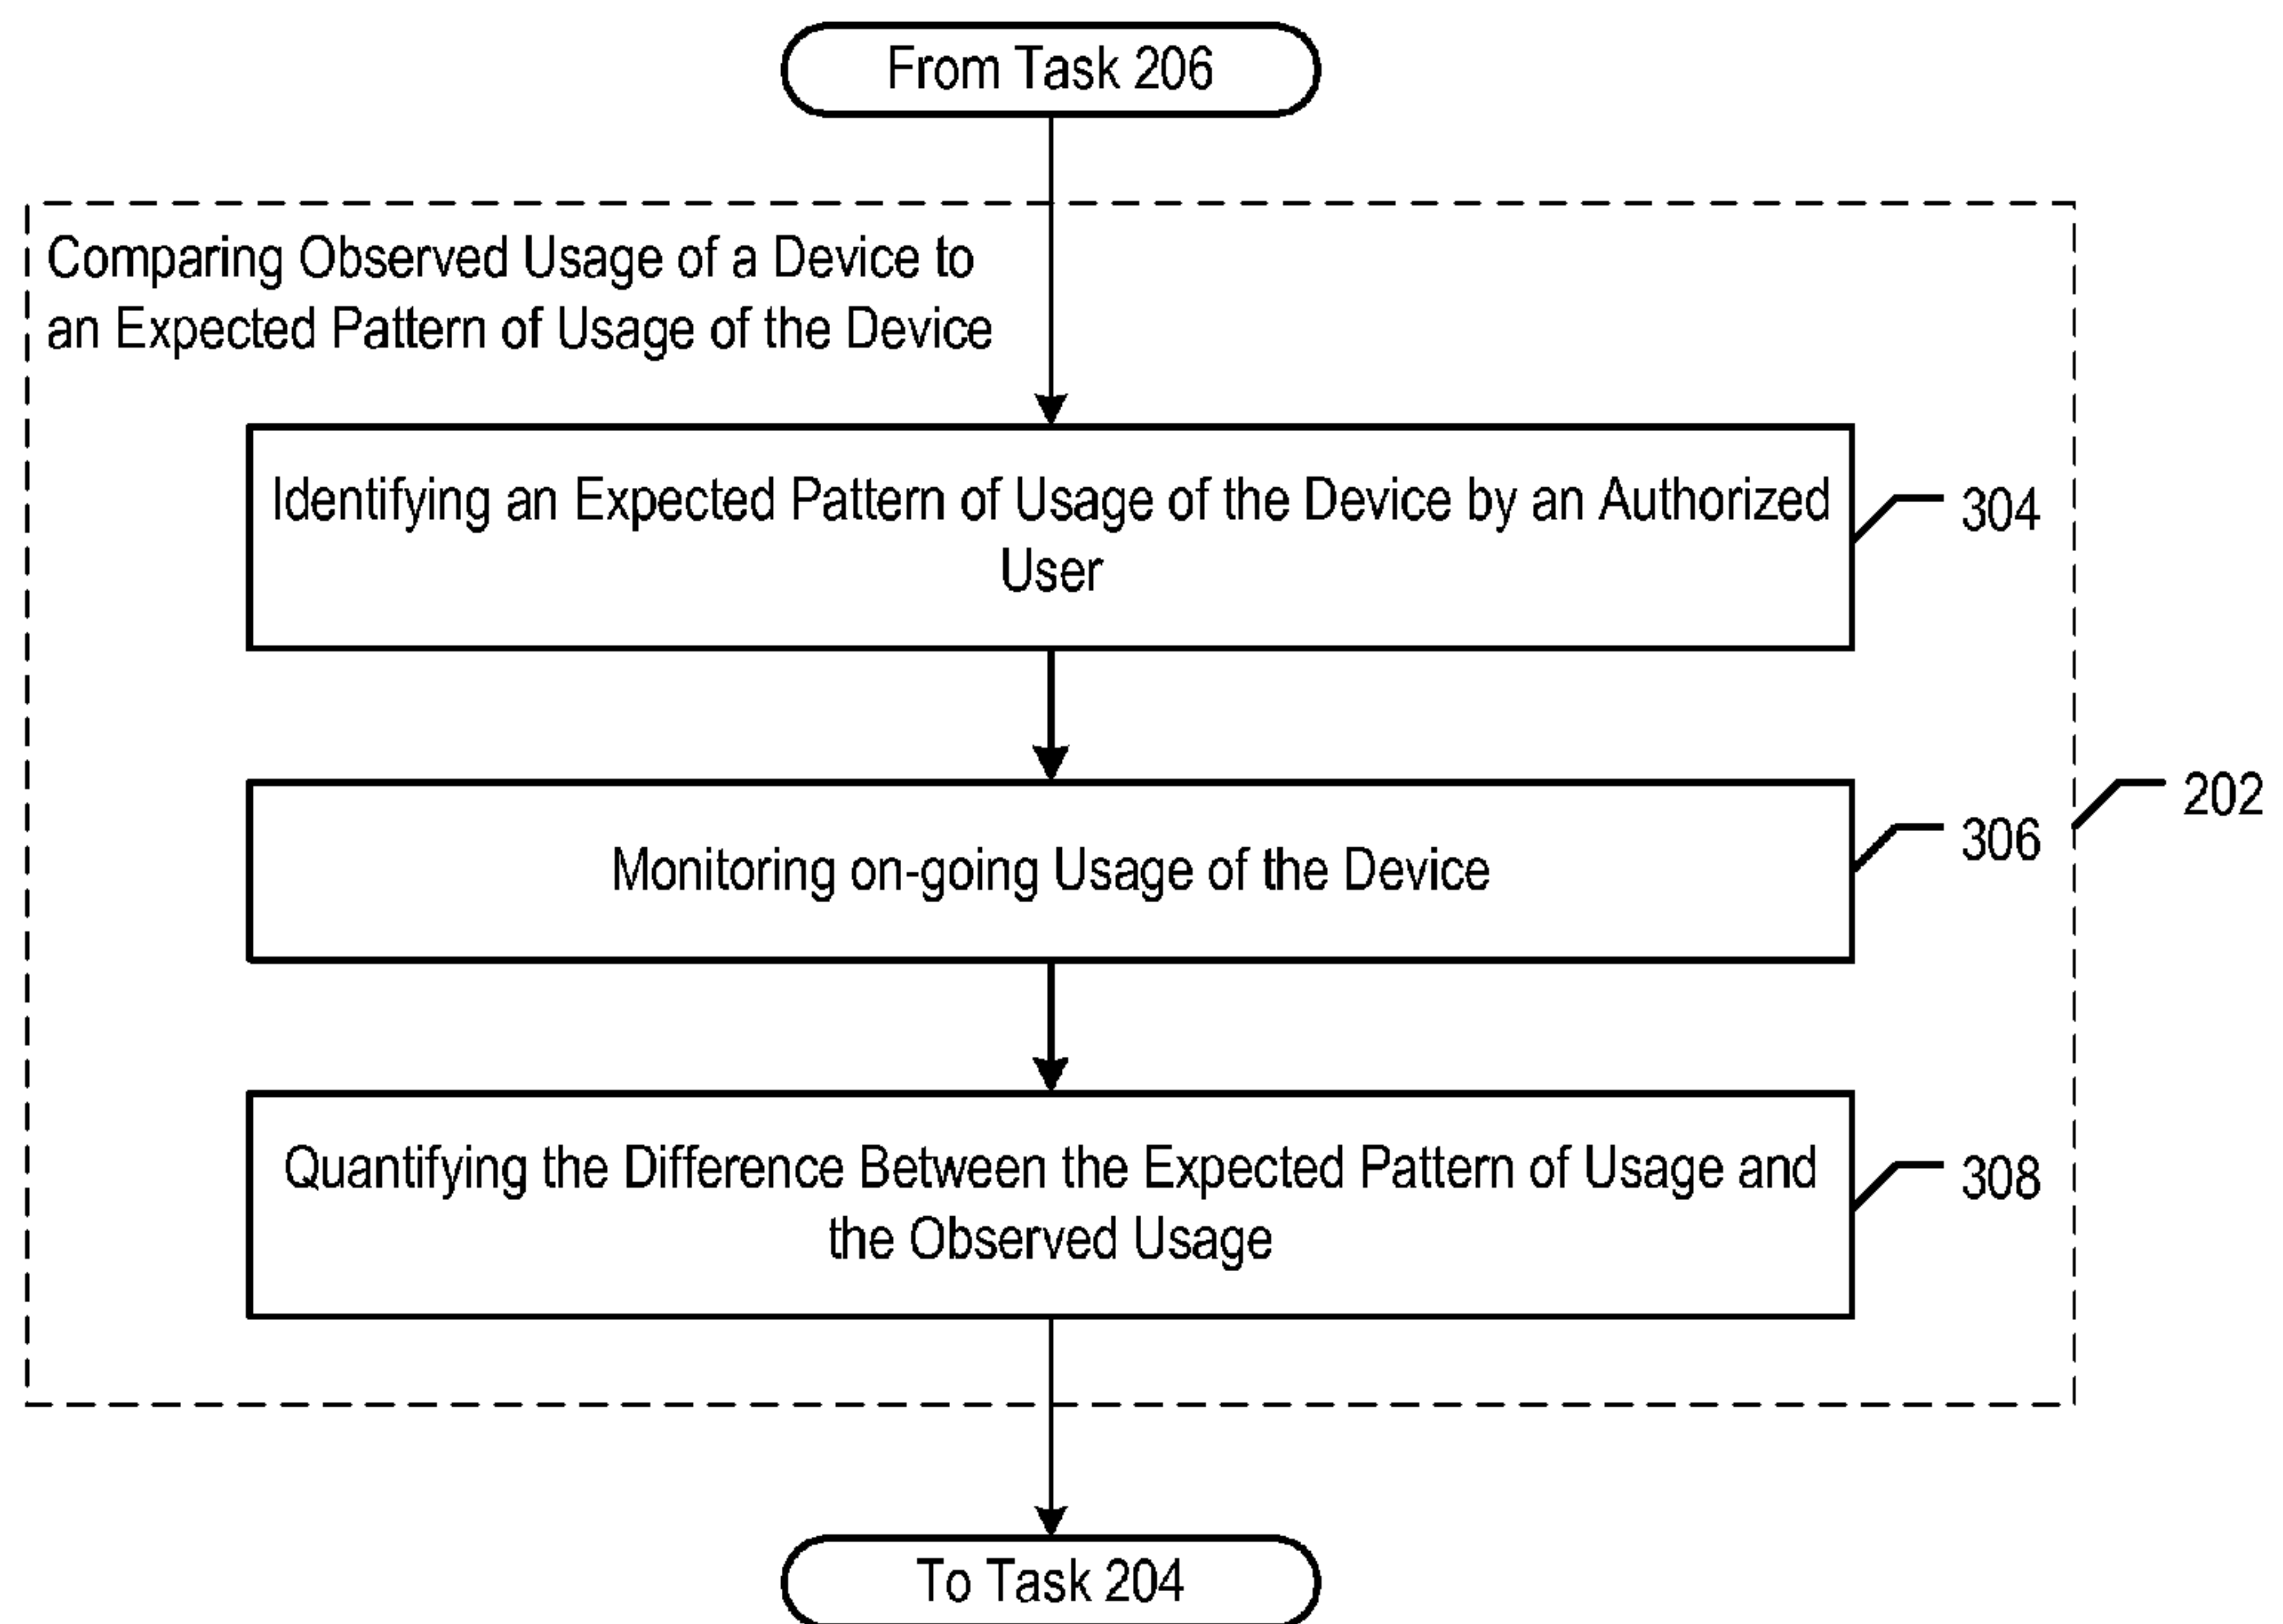 From Task 206
Comparing Observed Usage of a Device to
an Expected Pattern of Usage of the Device
Identifying an Expected Pattern of Usage of the Device by an Authorized
User
304
Monitoring on-going Usage of the Device
306
202
Quantifying the Difference Between the Expected Pattern of Usage and
the Observed Usage
308
To Task 204